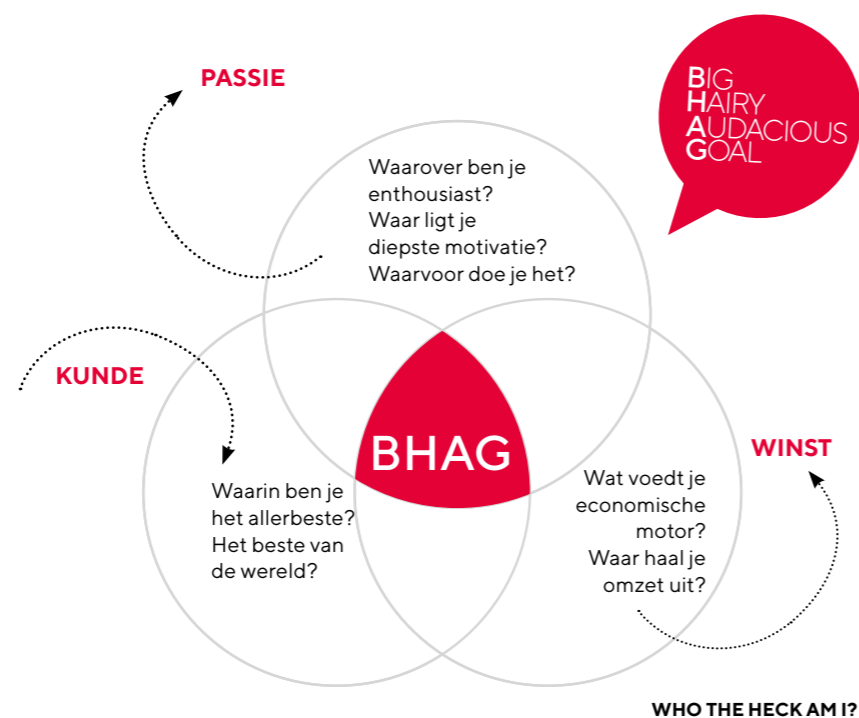 PASSIE
BIG
HAIRY
AUDACIOUS
GOAL
Waarover ben je
enthousiast?
Waar ligt je
diepste motivatie?
Waarvoor doe je het?
KUNDE
BHAG
WINST
Waarin ben je
het allerbeste?
Het beste van
de wereld?
Wat voedt je
economische
motor?
Waar haal je
omzet uit?
WHO THE HECK AM I?